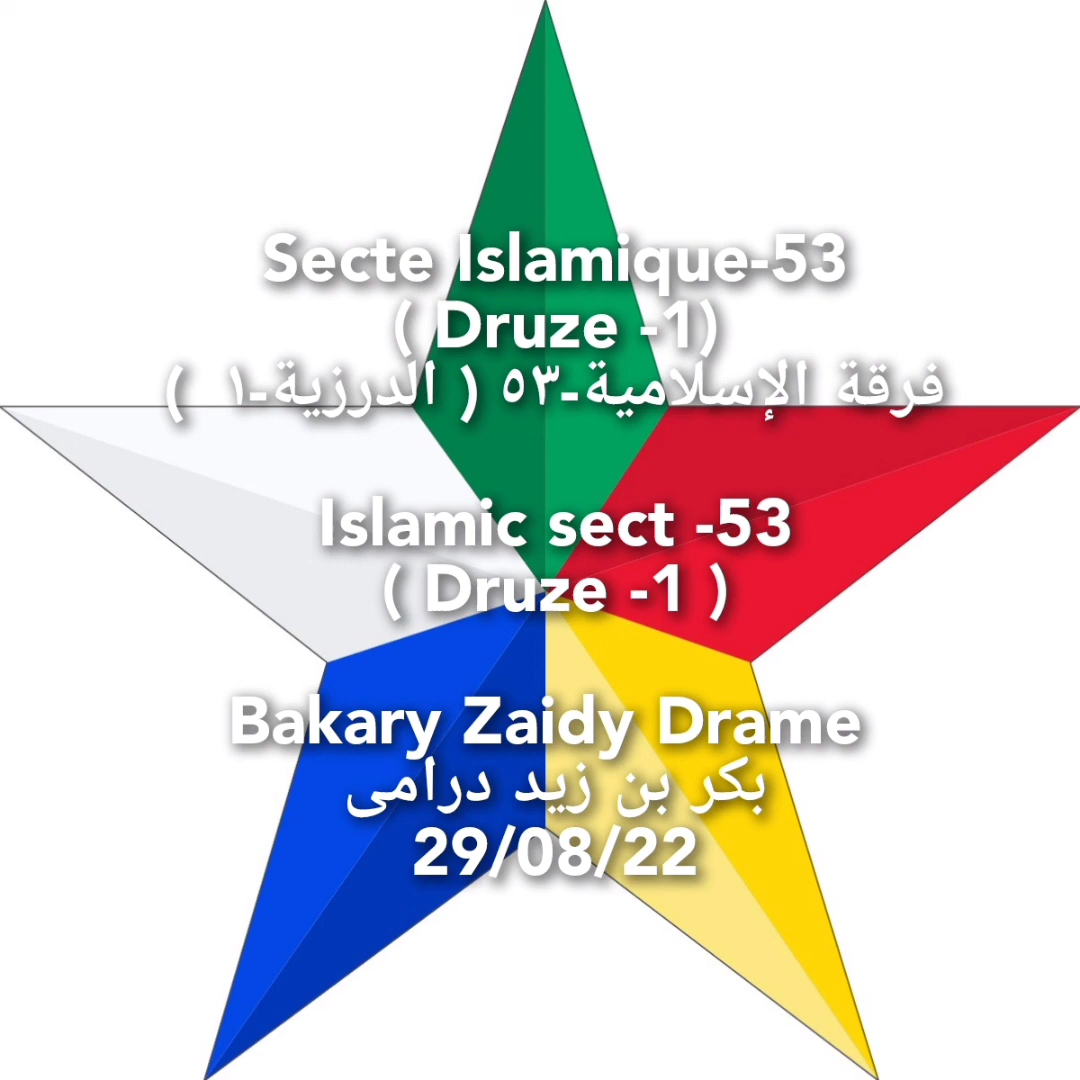 Secte Islamique-53
( Druze -1)
فرقة الإسلامية-٥٣ ( الدرزية-١ )
Islamic sect -53
( Druze -1 )
Bakary Zaidy Drame
بكر بن زيد درامى
29/08/22